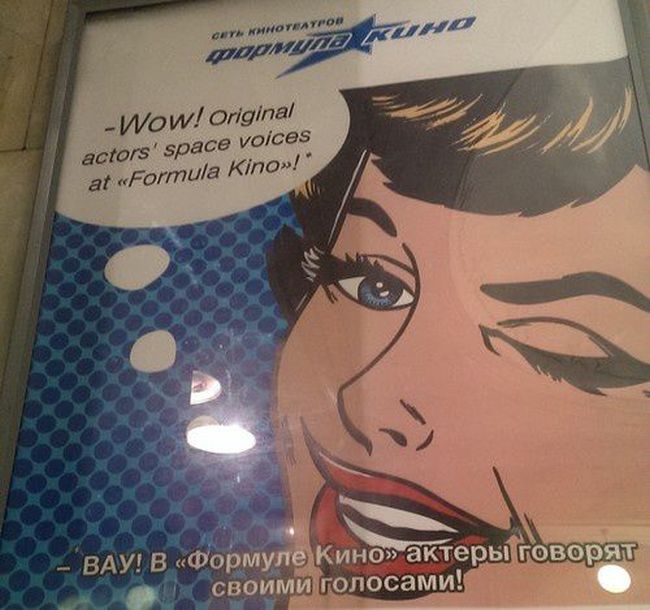 СЕТЬ КИНОТЕАТРОВ
ФОРМУЛА КИНО
-Wow! Original
actors' space voices
at «Formula Kino»!*
–*ВАУ! В «Формуле Кино» актеры говорят
своими голосами!